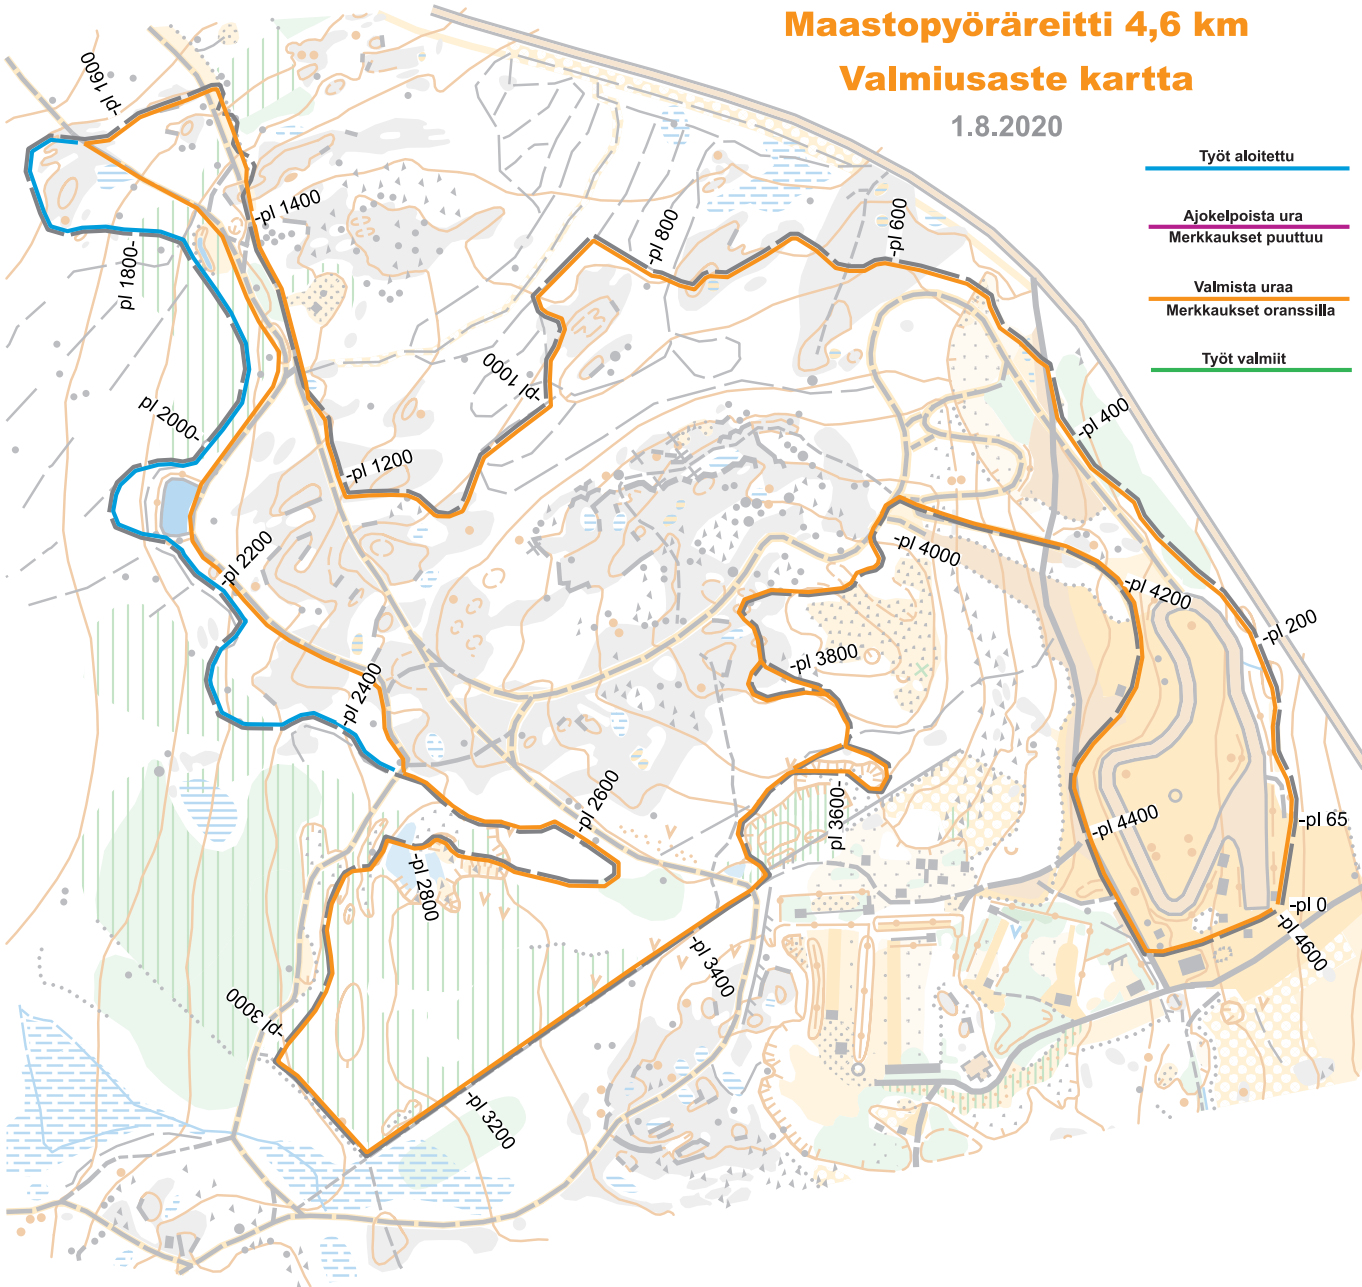 Maastopyöräreitti 4,6 km
Valmiusaste kartta
1.8.2020
Työt aloitettu
Ajokelpoista ura
Merkkaukset puuttuu
Valmista uraa
Merkkaukset oranssilla
Työt valmiit
-pl 1600
-pl 1400
pl 1800-
-pl 800
-pl 600
-pl 1000
pl 2000-
-pl 400
-pl 1200
-pl 2200
-pl 4000
-pl 4200
-pl 200
-pl 3800
-pl 2400
-pl 2600
pl 3600-
-pl 4400
-pl 65
-pl 2800
-pl 0
-pl 4600
-pl 3400
-pl 3000
-pl 3200